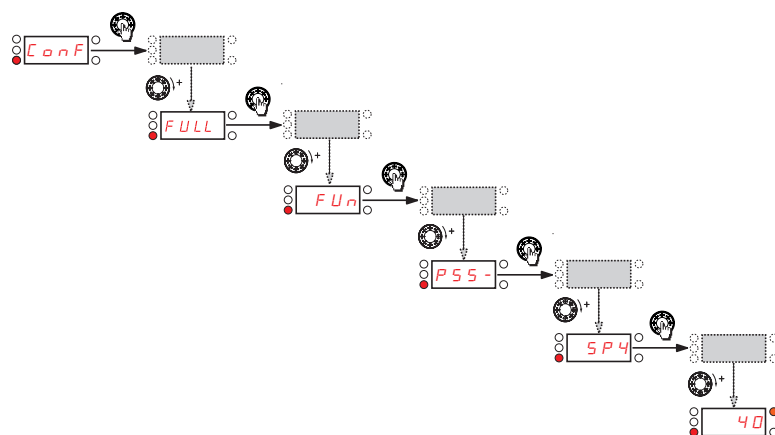 ConF
+
FULL
+
FUn
+
PSS-
+
SP4
+
40